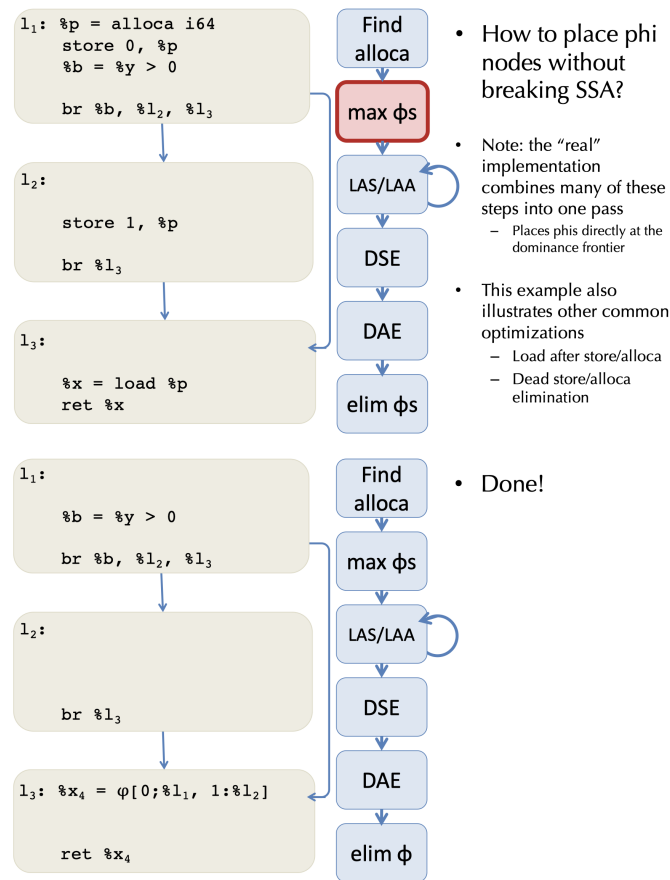 l₁: %p = alloca i64
store 0, %p
%b = %y > 0
br %b, %l₂, %l₃
l₂:
store 1, %p
br %l₃
l₃:
%x = load %p
ret %x
Find
alloca
max ϕs
LAS/LAA
DSE
DAE
elim ϕs
• How to place phi
nodes without
breaking SSA?
• Note: the “real”
implementation
combines many of these
steps into one pass
– Places phis directly at the
dominance frontier
• This example also
illustrates other common
optimizations
– Load after store/alloca
– Dead store/alloca
elimination
l₁:
%b = %y > 0
br %b, %l₂, %l₃
l₂:
br %l₃
l₃: %x₄ = φ[0;%l₁, 1:%l₂]
ret %x₄
Find
alloca
max ϕs
LAS/LAA
DSE
DAE
elim ϕ
• Done!